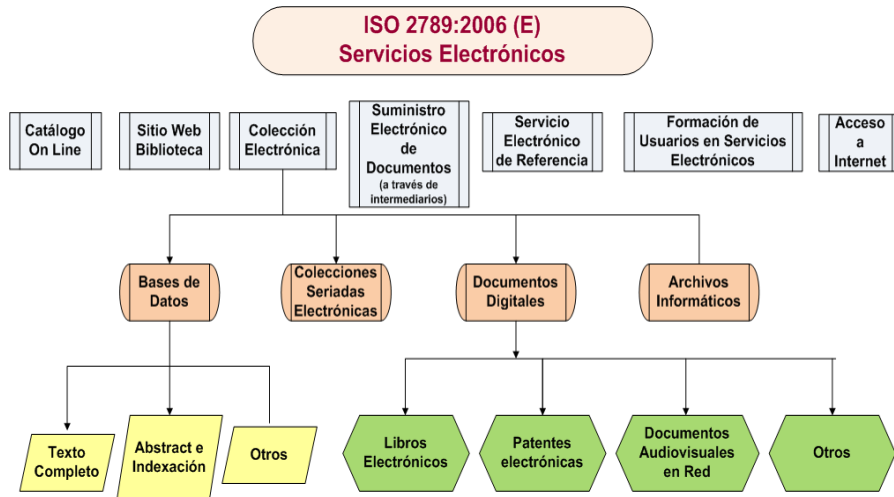 ISO 2789:2006 (E)
Servicios Electrónicos
Catálogo
On Line
Sitio Web
Biblioteca
Colección
Electrónica
Suministro
Electrónico
de
Documentos
(a través de
intermediarios)
Servicio
Electrónico
de Referencia
Formación de
Usuarios en Servicios
Electrónicos
Acceso
a
Internet
Bases de
Datos
Colecciones
Seriadas
Electrónicas
Documentos
Digitales
Archivos
Informáticos
Texto
Completo
Abstract e
Indexación
Otros
Libros
Electrónicos
Patentes
electrónicas
Documentos
Audiovisuales
en Red
Otros